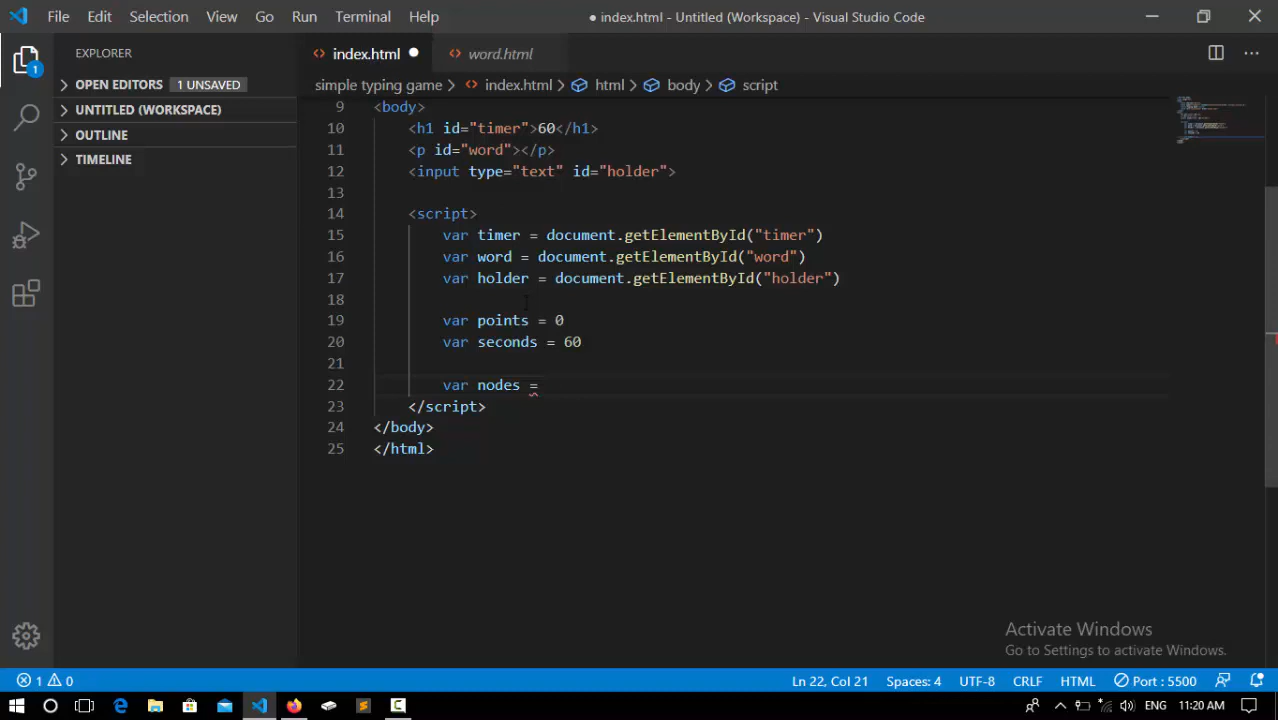 File Edit Selection View Go Run Terminal Help
● index.html - Untitled (Workspace) - Visual Studio Code
EXPLORER
OPEN EDITORS 1 UNSAVED
UNTITLED (WORKSPACE)
OUTLINE
TIMELINE
1
<> index.html ●
<> word.html
simple typing game > <> index.html > html > body > script
9 <body>
10 <h1 id="timer">60</h1>
11 <p id="word"></p>
12 <input type="text" id="holder">
13
14 <script>
15 var timer = document.getElementById("timer")
16 var word = document.getElementById("word")
17 var holder = document.getElementById("holder")
18
19 var points = 0
20 var seconds = 60
21
22 var nodes =
23 </script>
24 </body>
25 </html>
Activate Windows
Go to Settings to activate Windows.
1 0
Ln 22, Col 21 Spaces: 4 UTF-8 CRLF HTML Port : 5500
ENG 11:20 AM